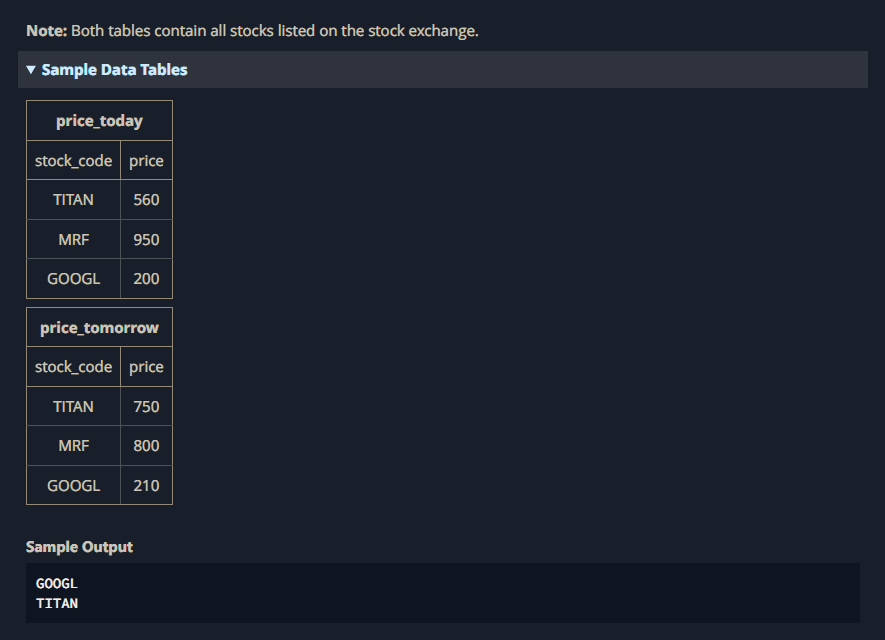 Note: Both tables contain all stocks listed on the stock exchange.
▼ Sample Data Tables
price_today
stock_code price
TITAN 560
MRF 950
GOOGL 200
price_tomorrow
stock_code price
TITAN 750
MRF 800
GOOGL 210
Sample Output
GOOGL
TITAN